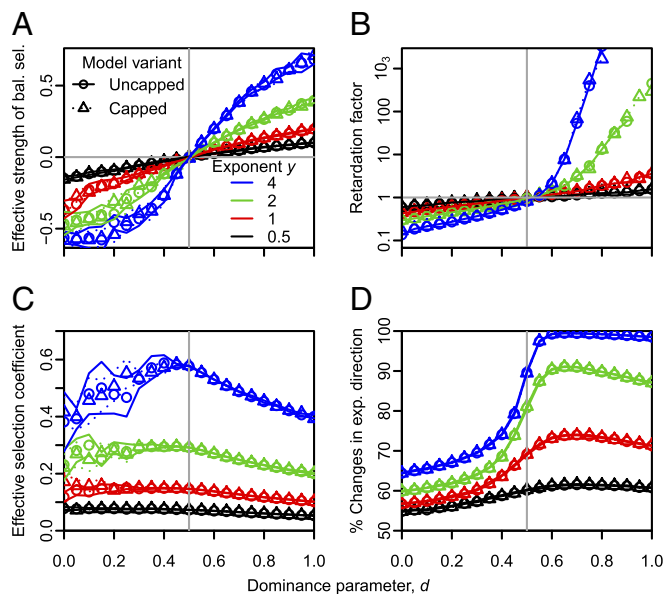 A
Effective strength of bal. sel.
0.5
0.0
−0.5
Model variant
Uncapped
Capped
Exponent y
4
2
1
0.5
B
Retardation factor
10³
100
10
1
0.1
C
Effective selection coefficient
0.6
0.4
0.2
0.0
0.0 0.2 0.4 0.6 0.8 1.0
D
% Changes in exp. direction
100
90
80
70
60
50
0.0 0.2 0.4 0.6 0.8 1.0
Dominance parameter, d